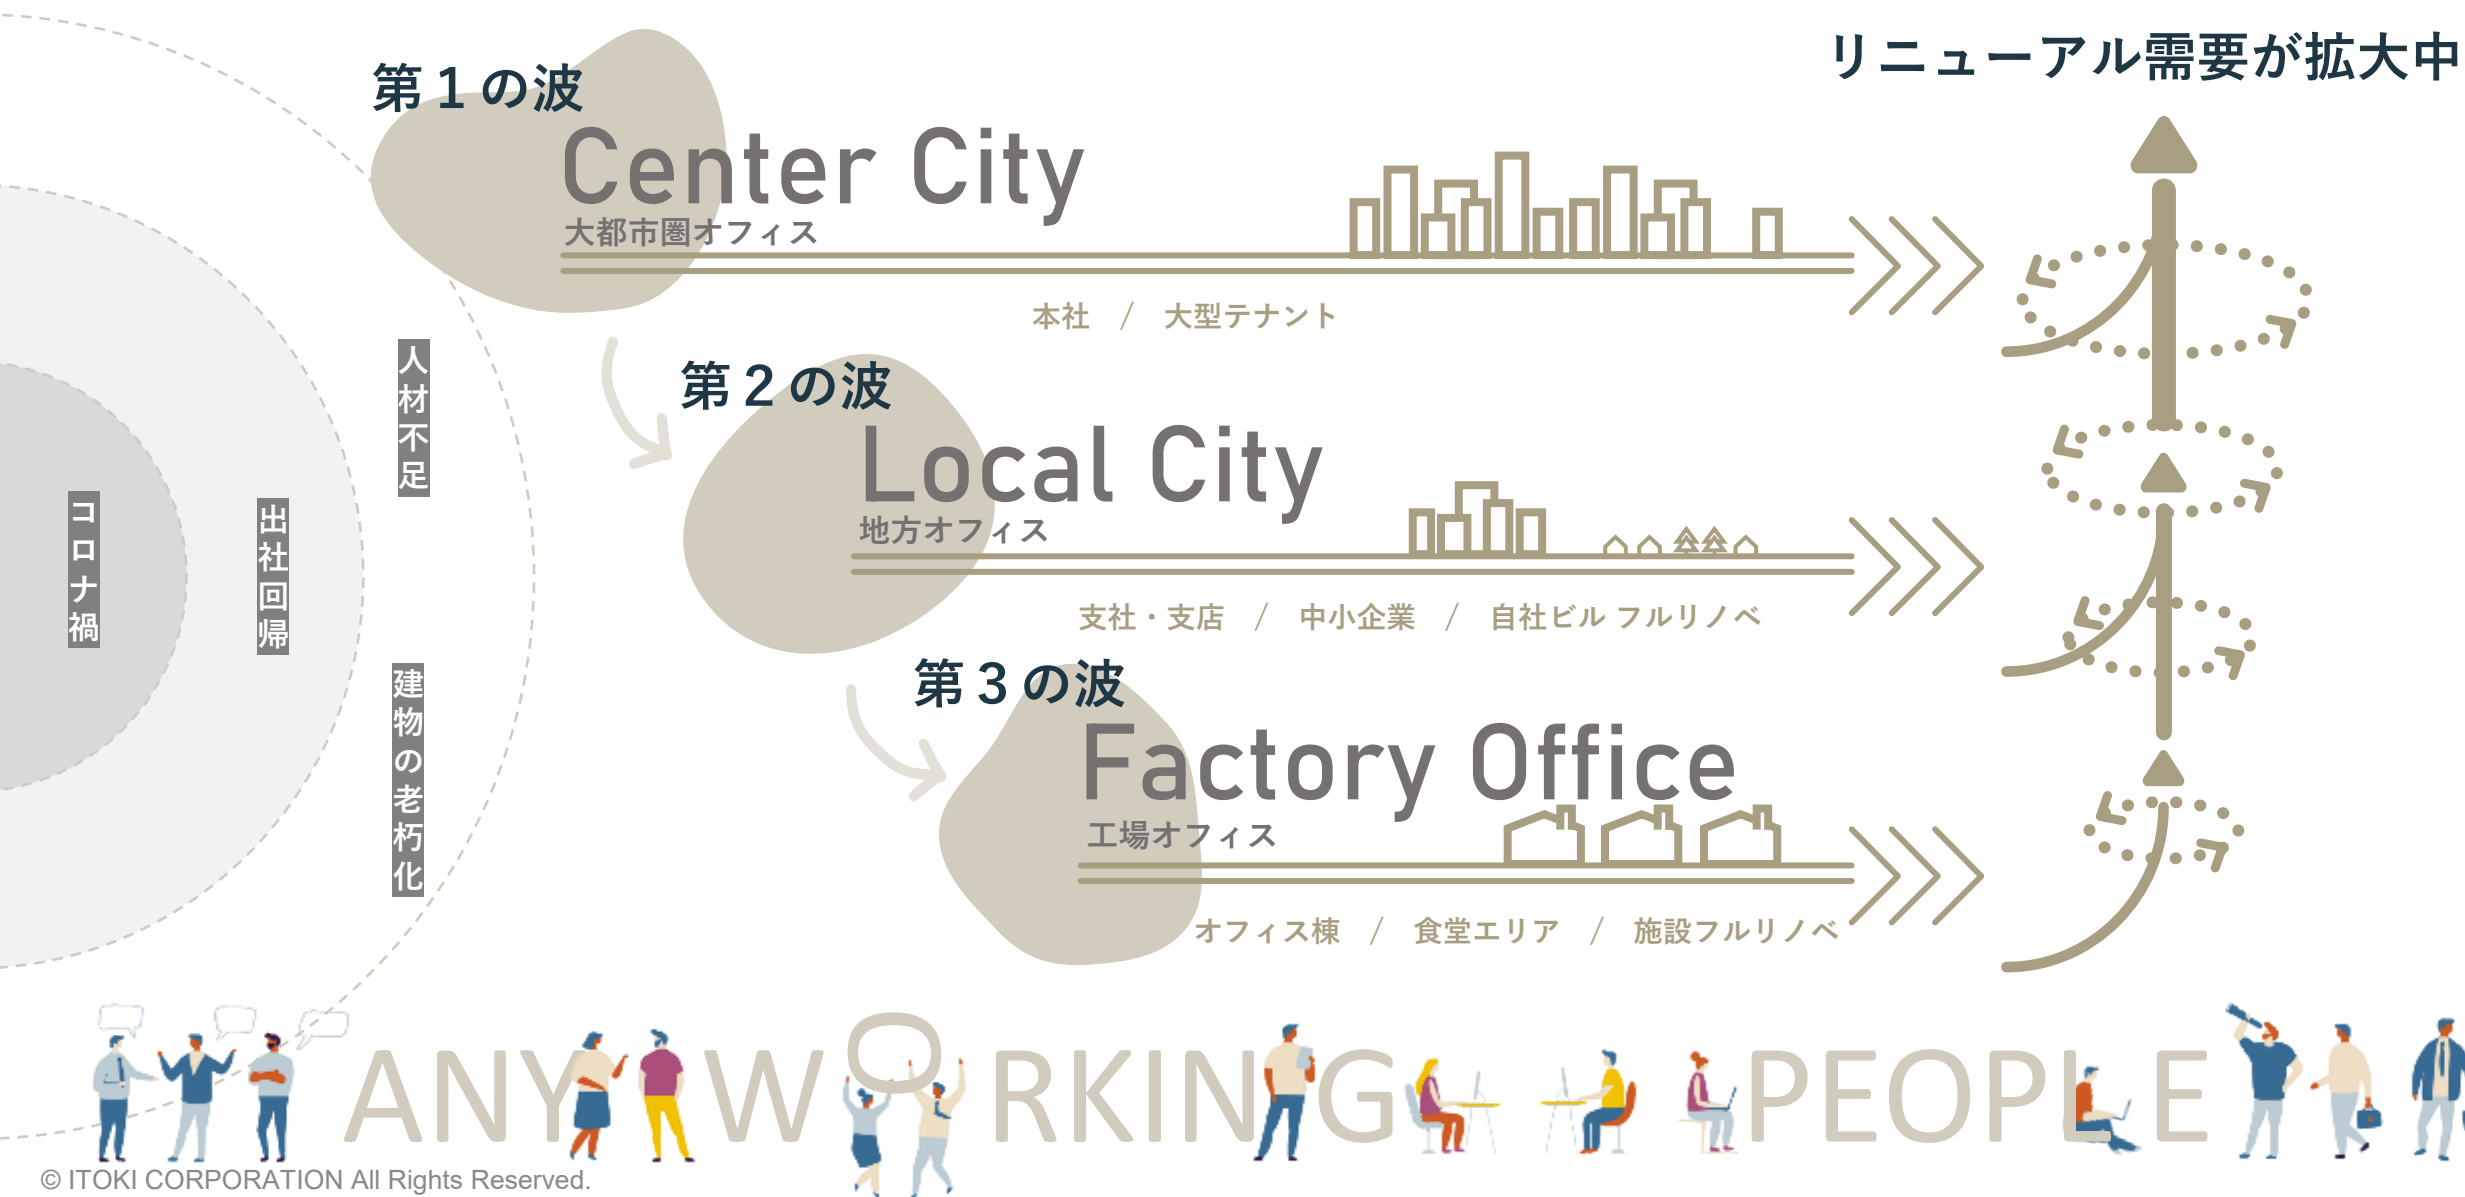 リニューアル需要が拡大中
第1の波
Center City
大都市圏オフィス
本社 / 大型テナント
第2の波
Local City
地方オフィス
支社・支店 / 中小企業 / 自社ビル フルリノベ
第3の波
Factory Office
工場オフィス
オフィス棟 / 食堂エリア / 施設フルリノベ
コロナ禍
出社回帰
人材不足
建物の老朽化
ANY WORKING PEOPLE
© ITOKI CORPORATION All Rights Reserved.